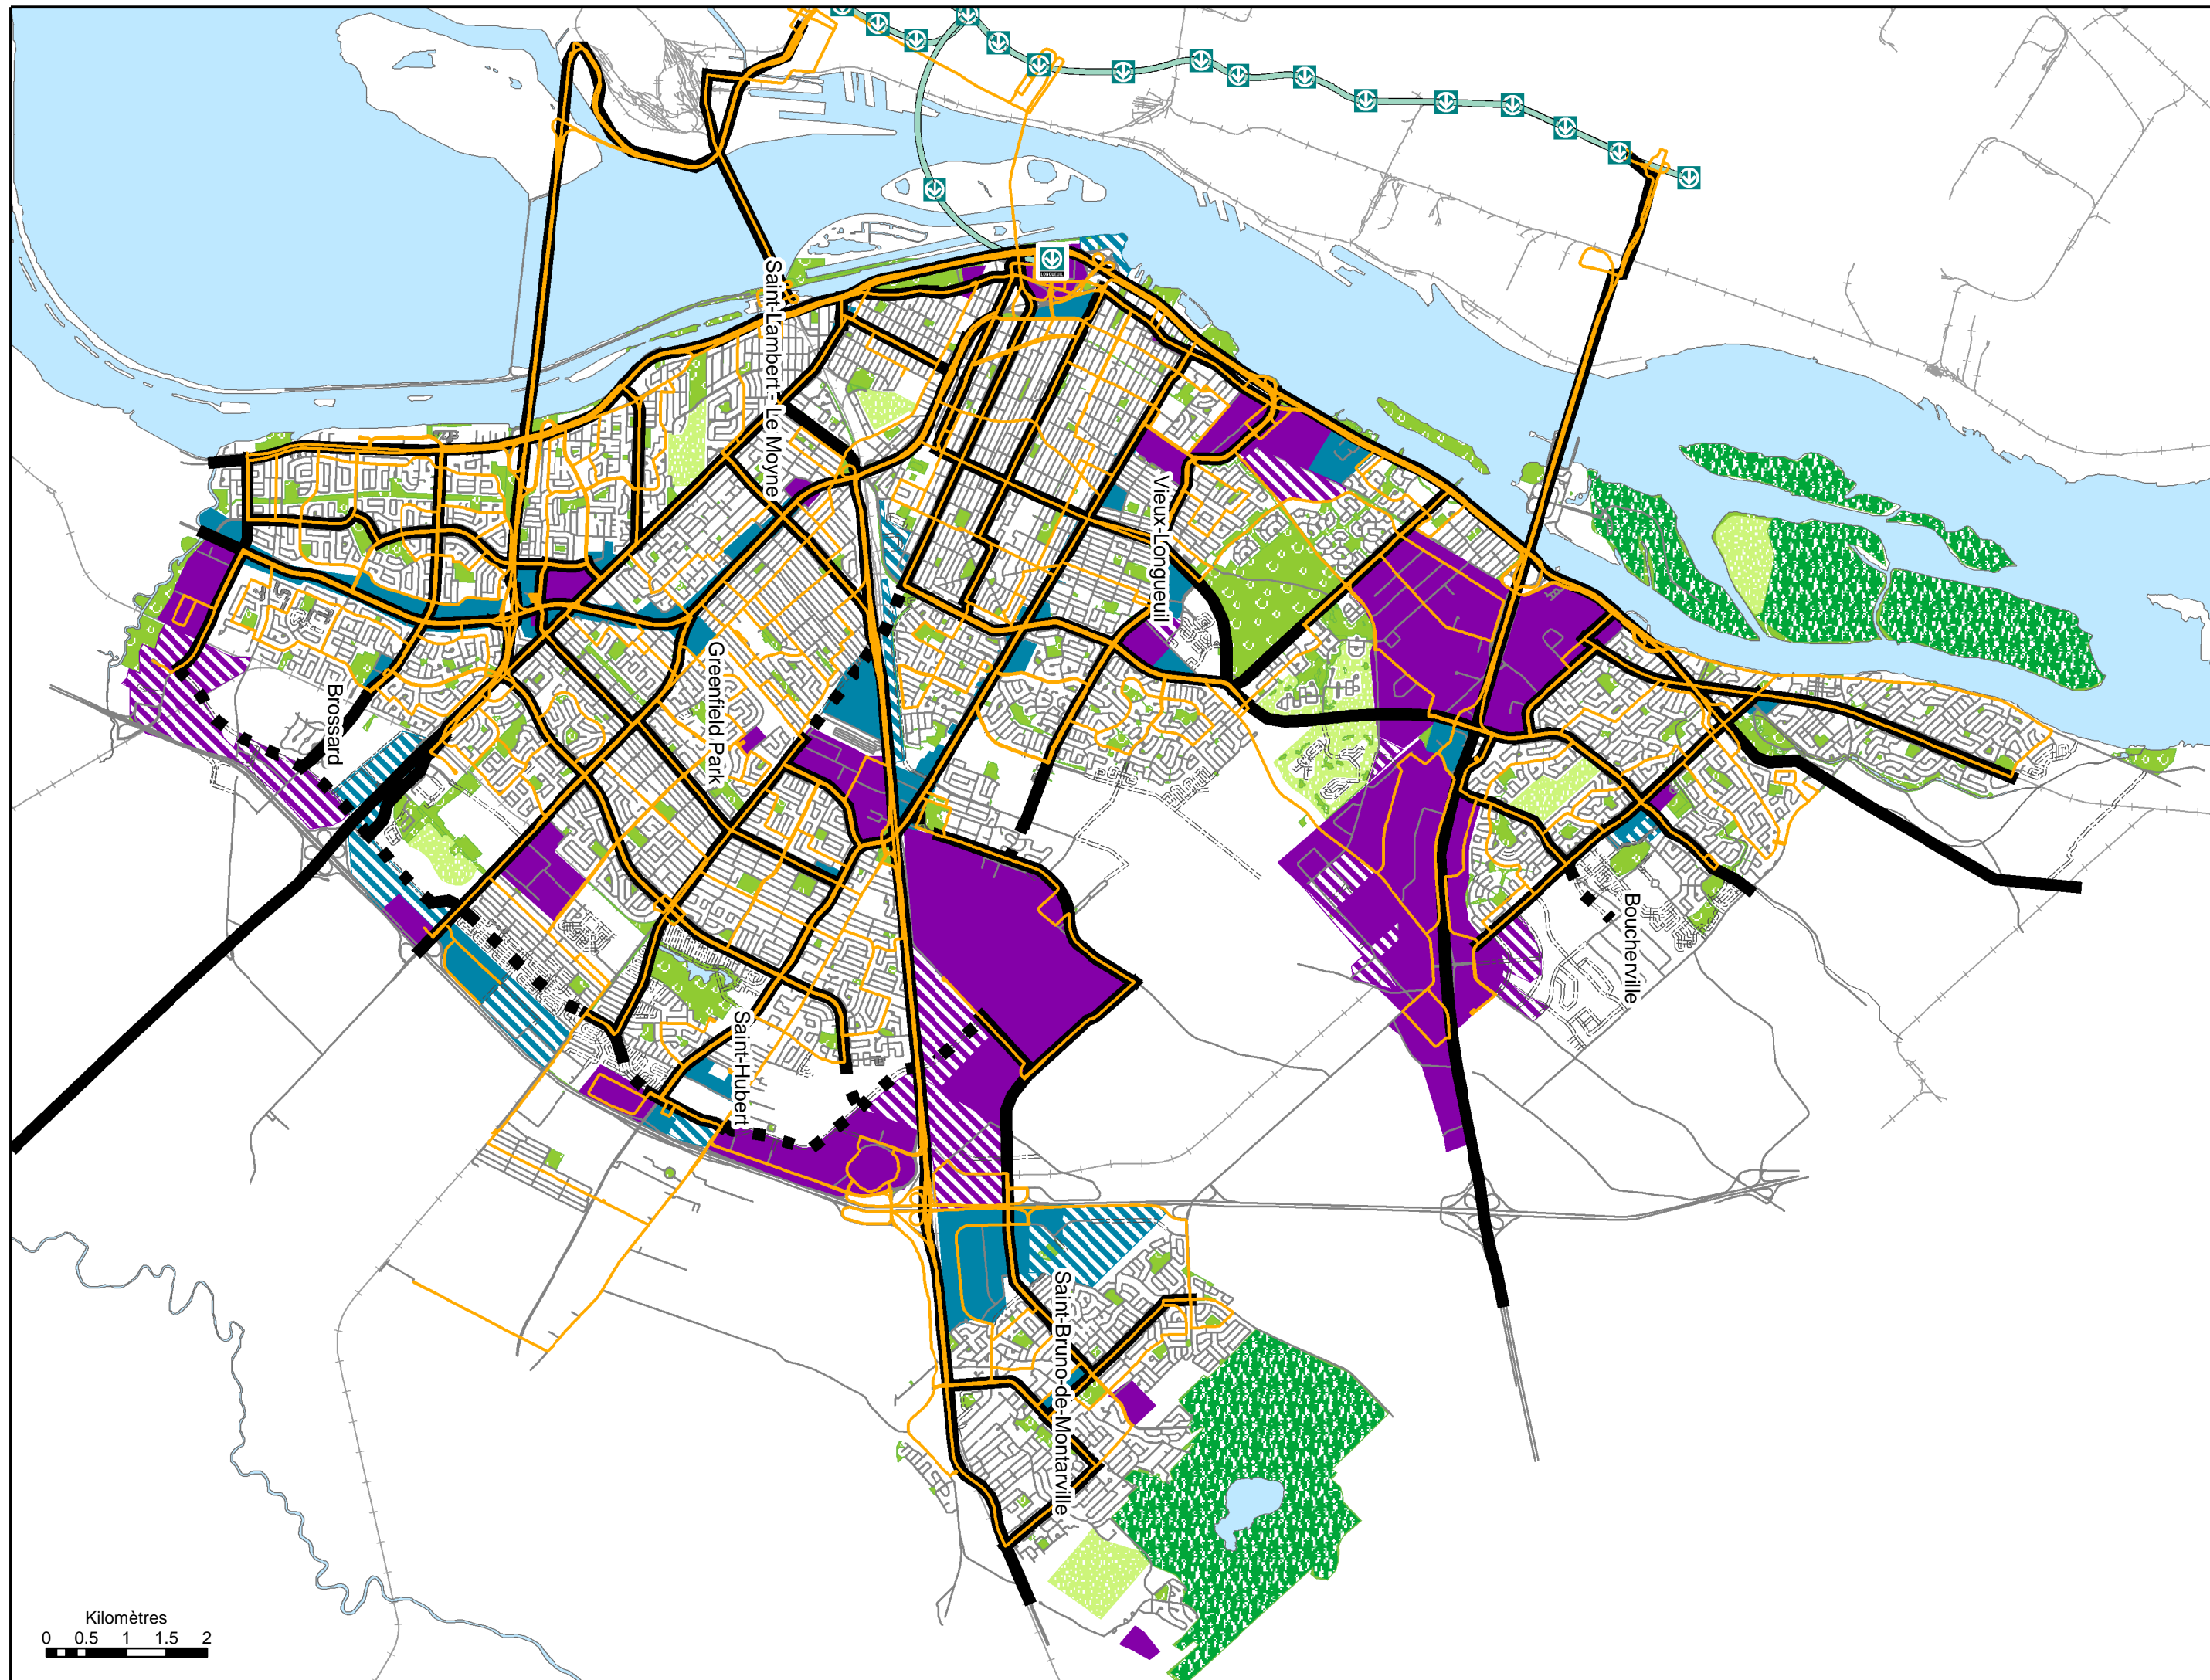 LONGUEUIL
Saint-Lambert - Le Moyne
Vieux-Longueuil
Greenfield Park
Brossard
Boucherville
Saint-Hubert
Saint-Bruno-de-Montarville
Kilomètres
0 0.5 1 1.5 2